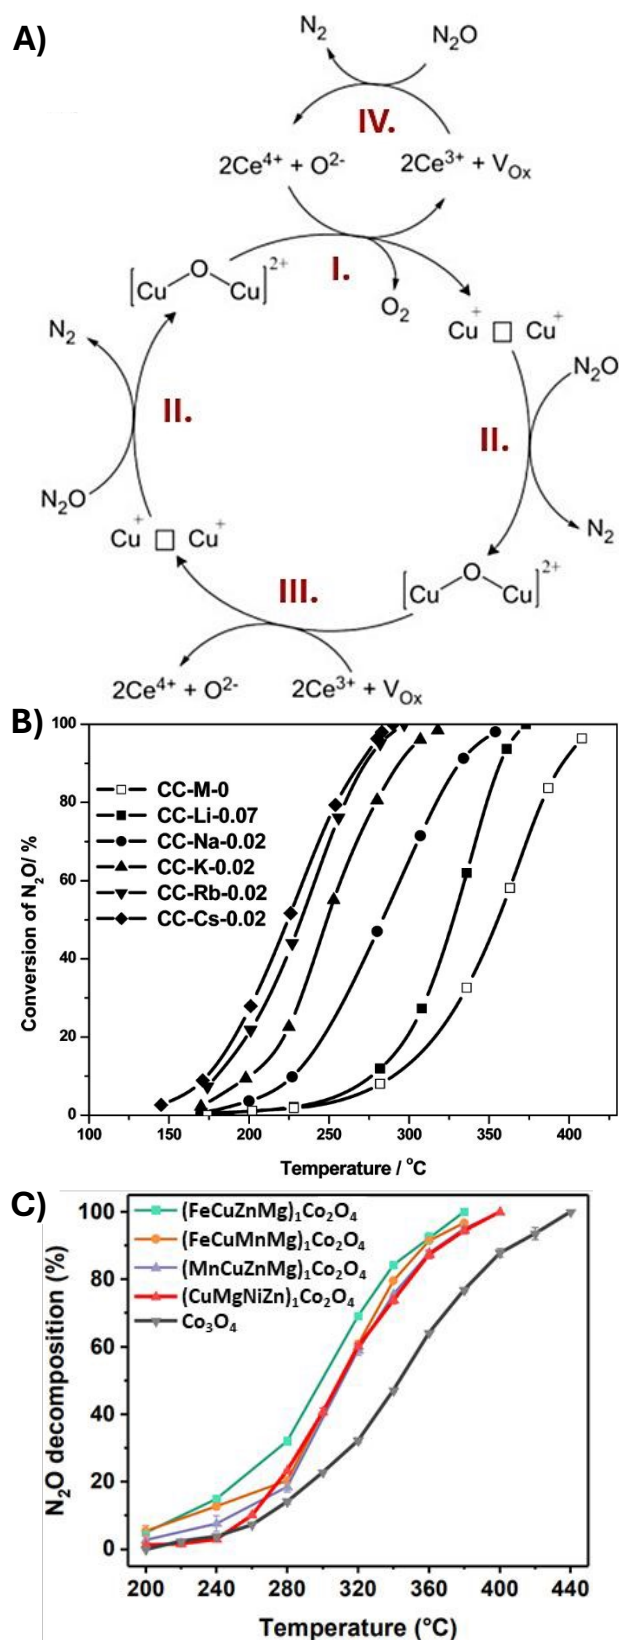 A)
N₂ N₂O
IV.
2Ce⁴⁺ + O²⁻ 2Ce³⁺ + V_Ox
[Cu O Cu]²⁺
I.
O₂
Cu⁺ □ Cu⁺
N₂
N₂O
II.
II.
N₂O
N₂
Cu⁺ □ Cu⁺
[Cu O Cu]²⁺
III.
2Ce⁴⁺ + O²⁻ 2Ce³⁺ + V_Ox
B)
100
80
60
40
20
0
Conversion of N₂O/ %
CC-M-0
CC-Li-0.07
CC-Na-0.02
CC-K-0.02
CC-Rb-0.02
CC-Cs-0.02
100 150 200 250 300 350 400
Temperature / °C
C)
100
80
60
40
20
0
N₂O decomposition (%)
(FeCuZnMg)₁Co₂O₄
(FeCuMnMg)₁Co₂O₄
(MnCuZnMg)₁Co₂O₄
(CuMgNiZn)₁Co₂O₄
Co₃O₄
200 240 280 320 360 400 440
Temperature (°C)